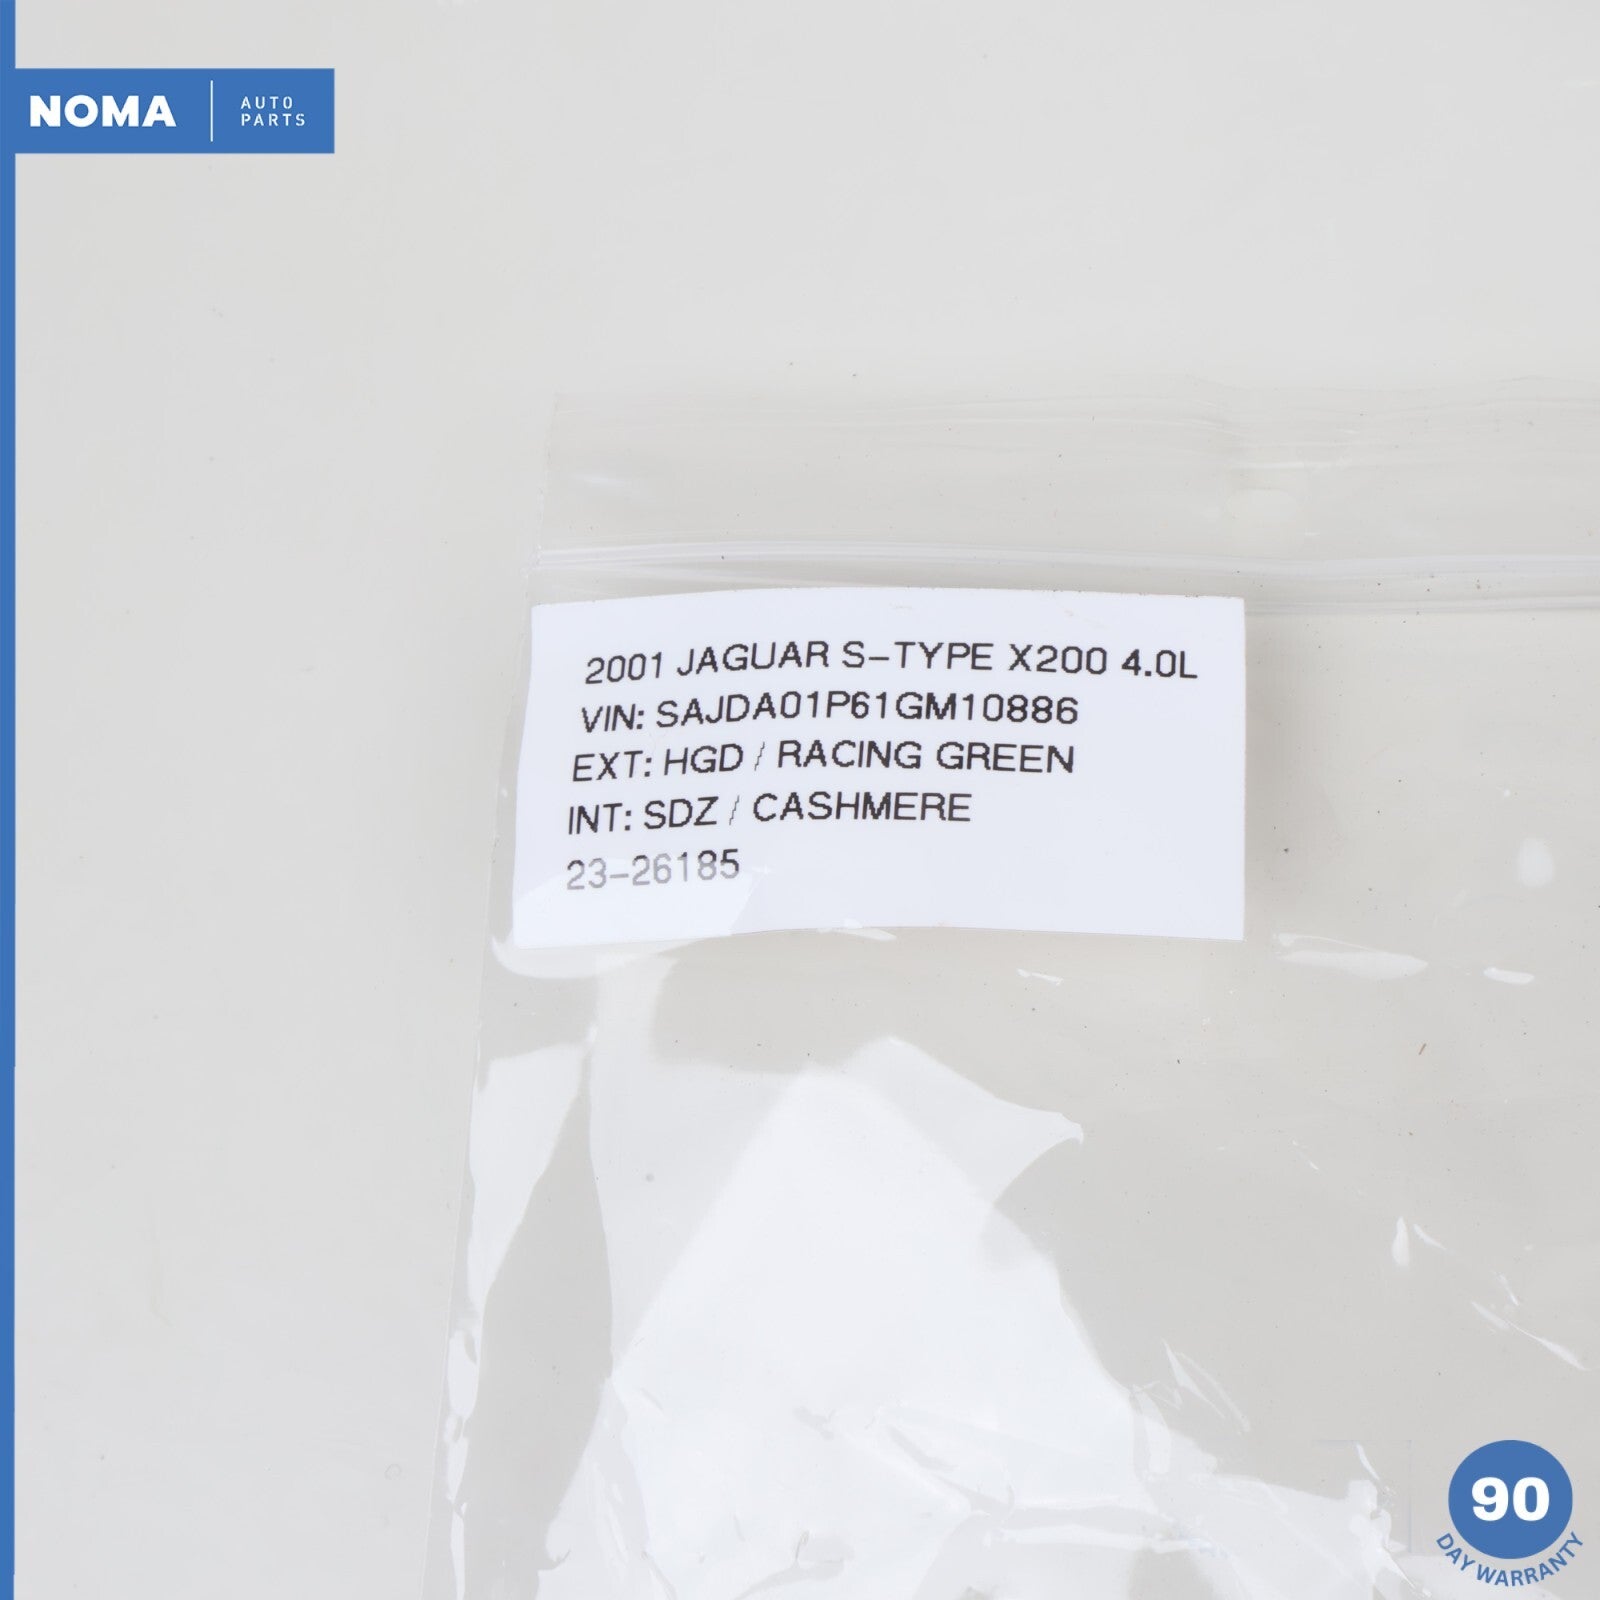 NOMA
AUTO
PARTS
2001 JAGUAR S-TYPE X200 4.0L
VIN: SAJDA01P61GM10886
EXT: HGD / RACING GREEN
INT: SDZ / CASHMERE
23-26185
90
DAY WARRANTY